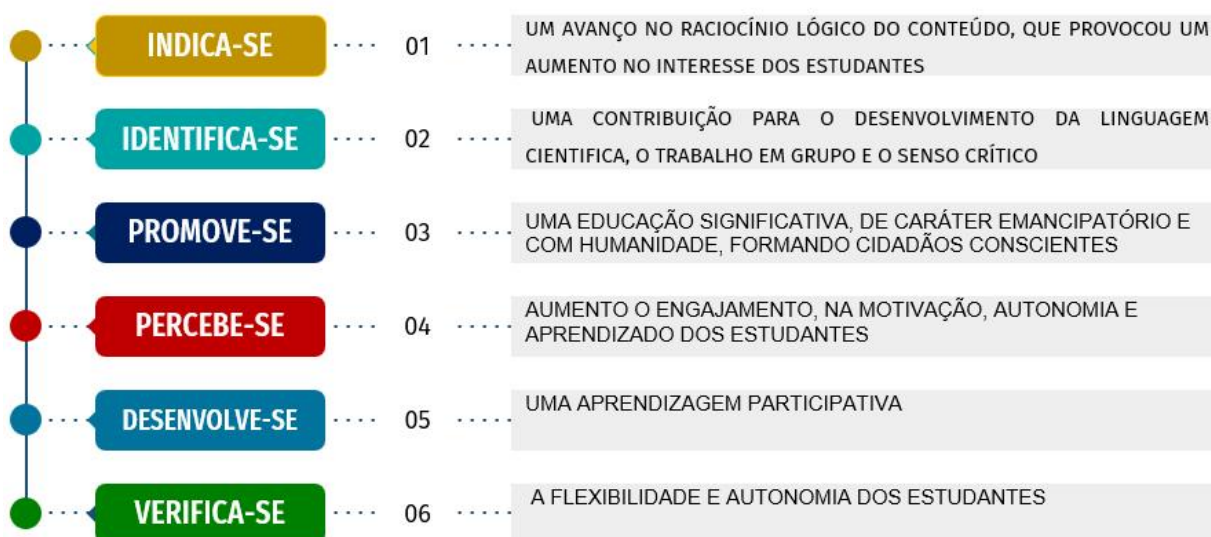 INDICA-SE 01 UM AVANÇO NO RACIOCÍNIO LÓGICO DO CONTEÚDO, QUE PROVOCOU UM
AUMENTO NO INTERESSE DOS ESTUDANTES
IDENTIFICA-SE 02 UMA CONTRIBUIÇÃO PARA O DESENVOLVIMENTO DA LINGUAGEM
CIENTIFICA, O TRABALHO EM GRUPO E O SENSO CRÍTICO
PROMOVE-SE 03 UMA EDUCAÇÃO SIGNIFICATIVA, DE CARÁTER EMANCIPATÓRIO E
COM HUMANIDADE, FORMANDO CIDADÃOS CONSCIENTES
PERCEBE-SE 04 AUMENTO O ENGAJAMENTO, NA MOTIVAÇÃO, AUTONOMIA E
APRENDIZADO DOS ESTUDANTES
DESENVOLVE-SE 05 UMA APRENDIZAGEM PARTICIPATIVA
VERIFICA-SE 06 A FLEXIBILIDADE E AUTONOMIA DOS ESTUDANTES